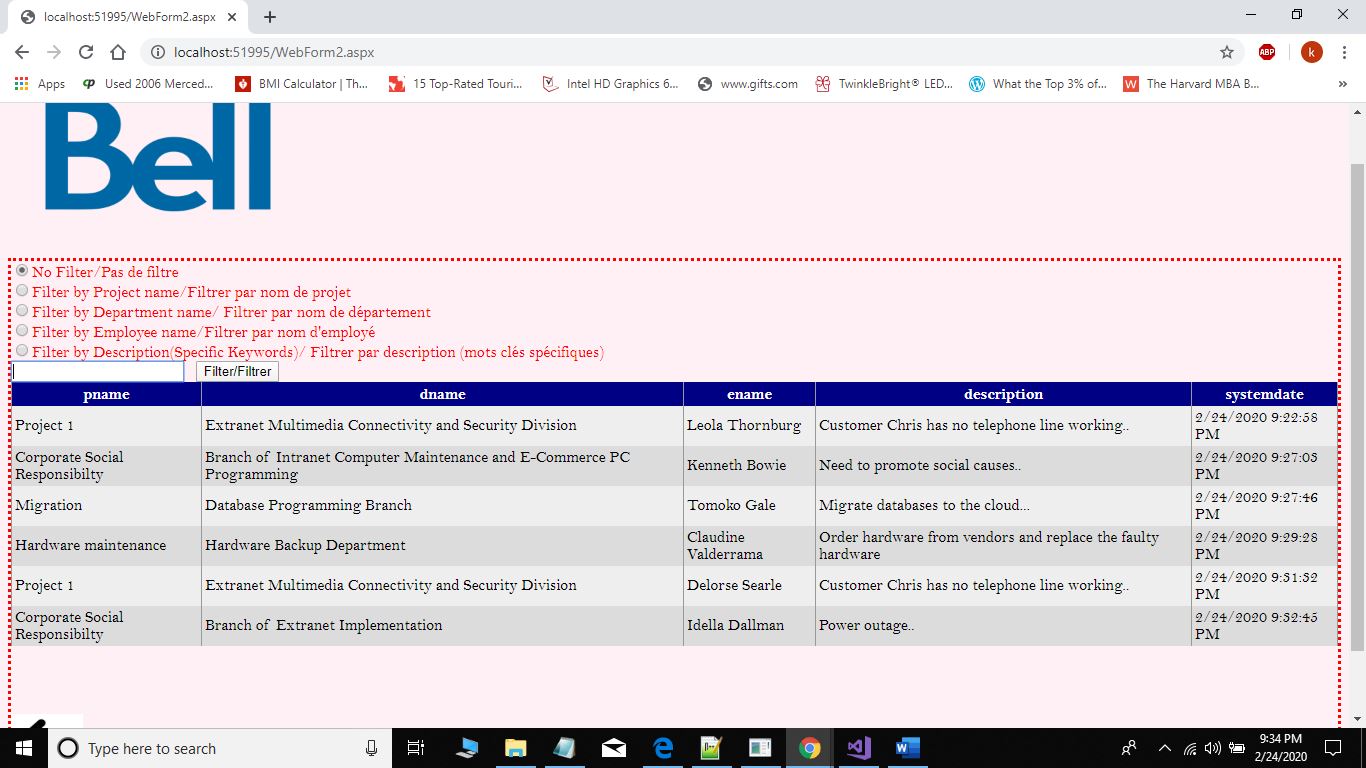 localhost:51995/WebForm2.aspx
localhost:51995/WebForm2.aspx
ABP
k
Apps
Used 2006 Merced...
BMI Calculator | Th...
15 Top-Rated Touri...
Intel HD Graphics 6...
www.gifts.com
TwinkleBright® LED...
What the Top 3% of...
W
The Harvard MBA B...
»
Bell
No Filter/Pas de filtre
Filter by Project name/Filtrer par nom de projet
Filter by Department name/ Filtrer par nom de département
Filter by Employee name/Filtrer par nom d'employé
Filter by Description(Specific Keywords)/ Filtrer par description (mots clés spécifiques)
Filter/Filtrer
pname dname ename description systemdate
Project 1 Extranet Multimedia Connectivity and Security Division Leola Thornburg Customer Chris has no telephone line working.. 2/24/2020 9:22:58
PM
Corporate Social Branch of Intranet Computer Maintenance and E-Commerce PC Kenneth Bowie Need to promote social causes.. 2/24/2020 9:27:03
Responsibilty Programming PM
Migration Database Programming Branch Tomoko Gale Migrate databases to the cloud... 2/24/2020 9:27:46
PM
Hardware maintenance Hardware Backup Department Claudine Order hardware from vendors and replace the faulty 2/24/2020 9:29:28
Valderrama hardware PM
Project 1 Extranet Multimedia Connectivity and Security Division Delorse Searle Customer Chris has no telephone line working.. 2/24/2020 9:31:32
PM
Corporate Social Branch of Extranet Implementation Idella Dallman Power outage.. 2/24/2020 9:32:45
Responsibilty PM
Type here to search
9:34 PM
2/24/2020